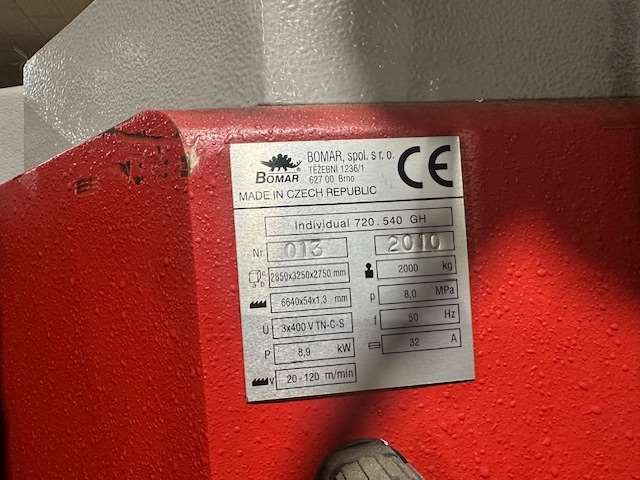 BOMAR
BOMAR, spol. s r. o.
TĚŽEBNÍ 1236/1
627 00 Brno
CE
MADE IN CZECH REPUBLIC
Individual 720.540 GH
Nr 013 2010
2850x3250x2750 mm 2000 kg
6640x54x1,3 mm p 8,0 MPa
U 3x400 V TN-C-S f 50 Hz
P 8,9 kW 32 A
v 20-120 m/min